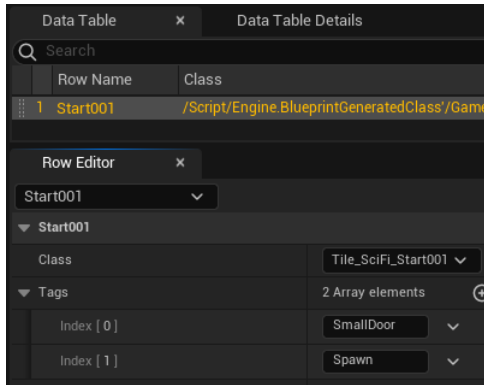 Data Table Data Table Details
Search
Row Name Class
1 Start001 /Script/Engine.BlueprintGeneratedClass'/Game
Row Editor
Start001
Start001
Class Tile_SciFi_Start001
Tags 2 Array elements
Index [ 0 ] SmallDoor
Index [ 1 ] Spawn